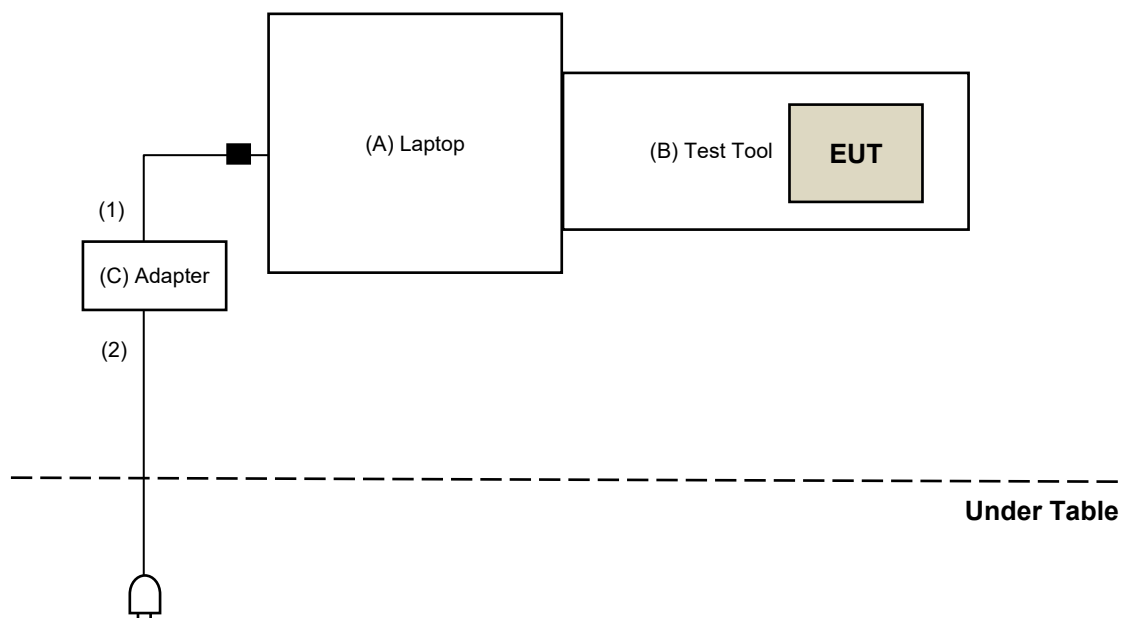 (A) Laptop
(B) Test Tool
EUT
(1)
(C) Adapter
(2)
Under Table